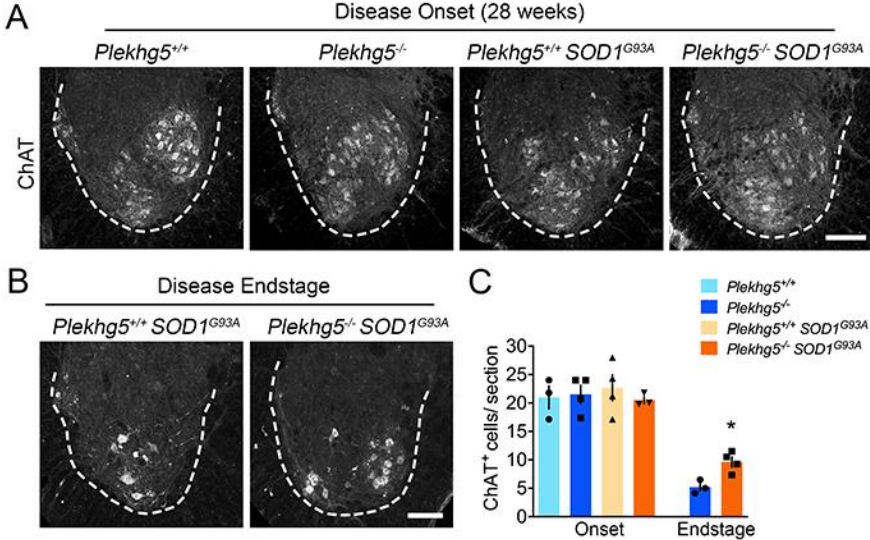 A
Disease Onset (28 weeks)
Plekhg5+/+ Plekhg5-/- Plekhg5+/+ SOD1G93A Plekhg5-/- SOD1G93A
ChAT
B
Disease Endstage
Plekhg5+/+ SOD1G93A Plekhg5-/- SOD1G93A
C
Plekhg5+/+
Plekhg5-/-
Plekhg5+/+ SOD1G93A
Plekhg5-/- SOD1G93A
ChAT+ cells/ section
30
25
20
15
10
5
0
*
Onset Endstage